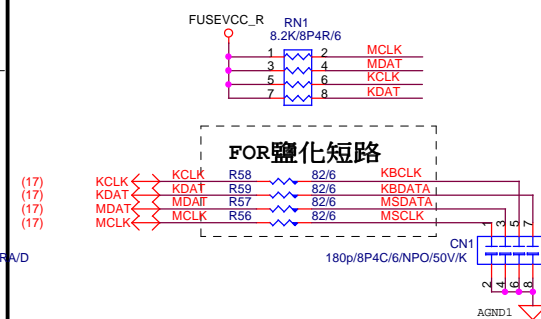 FUSEVCC_R
RN1
8.2K/8P4R/6
1 2 MCLK
3 4 MDAT
5 6 KCLK
7 8 KDAT
FOR鹽化短路
(17) KCLK KCLK R58 82/6 KBCLK
(17) KDAT KDAT R59 82/6 KBDATA
(17) MDAT MDAT R57 82/6 MSDATA
(17) MCLK MCLK R56 82/6 MSCLK
1 3 5 7
CN1
RA/D
180p/8P4C/6/NPO/50V/K
2 4 6 8
AGND1